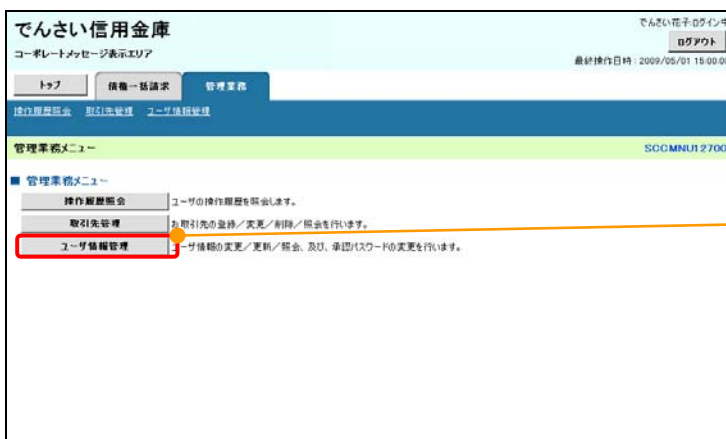 でんさい信用金庫
コーポレートメッセージ表示エリア
でんさい花子:ログイン中
ログアウト
最終操作日時:2009/05/01 15:00:00
トップ
債権一括請求
管理業務
操作履歴照会 取引先管理 ユーザ情報管理
管理業務メニュー
SCCMNU12700
■ 管理業務メニュー
操作履歴照会 ユーザの操作履歴を照会します。
取引先管理 お取引先の登録/変更/削除/照会を行います。
ユーザ情報管理 ユーザ情報の変更/更新/照会、及び、承認パスワードの変更を行います。